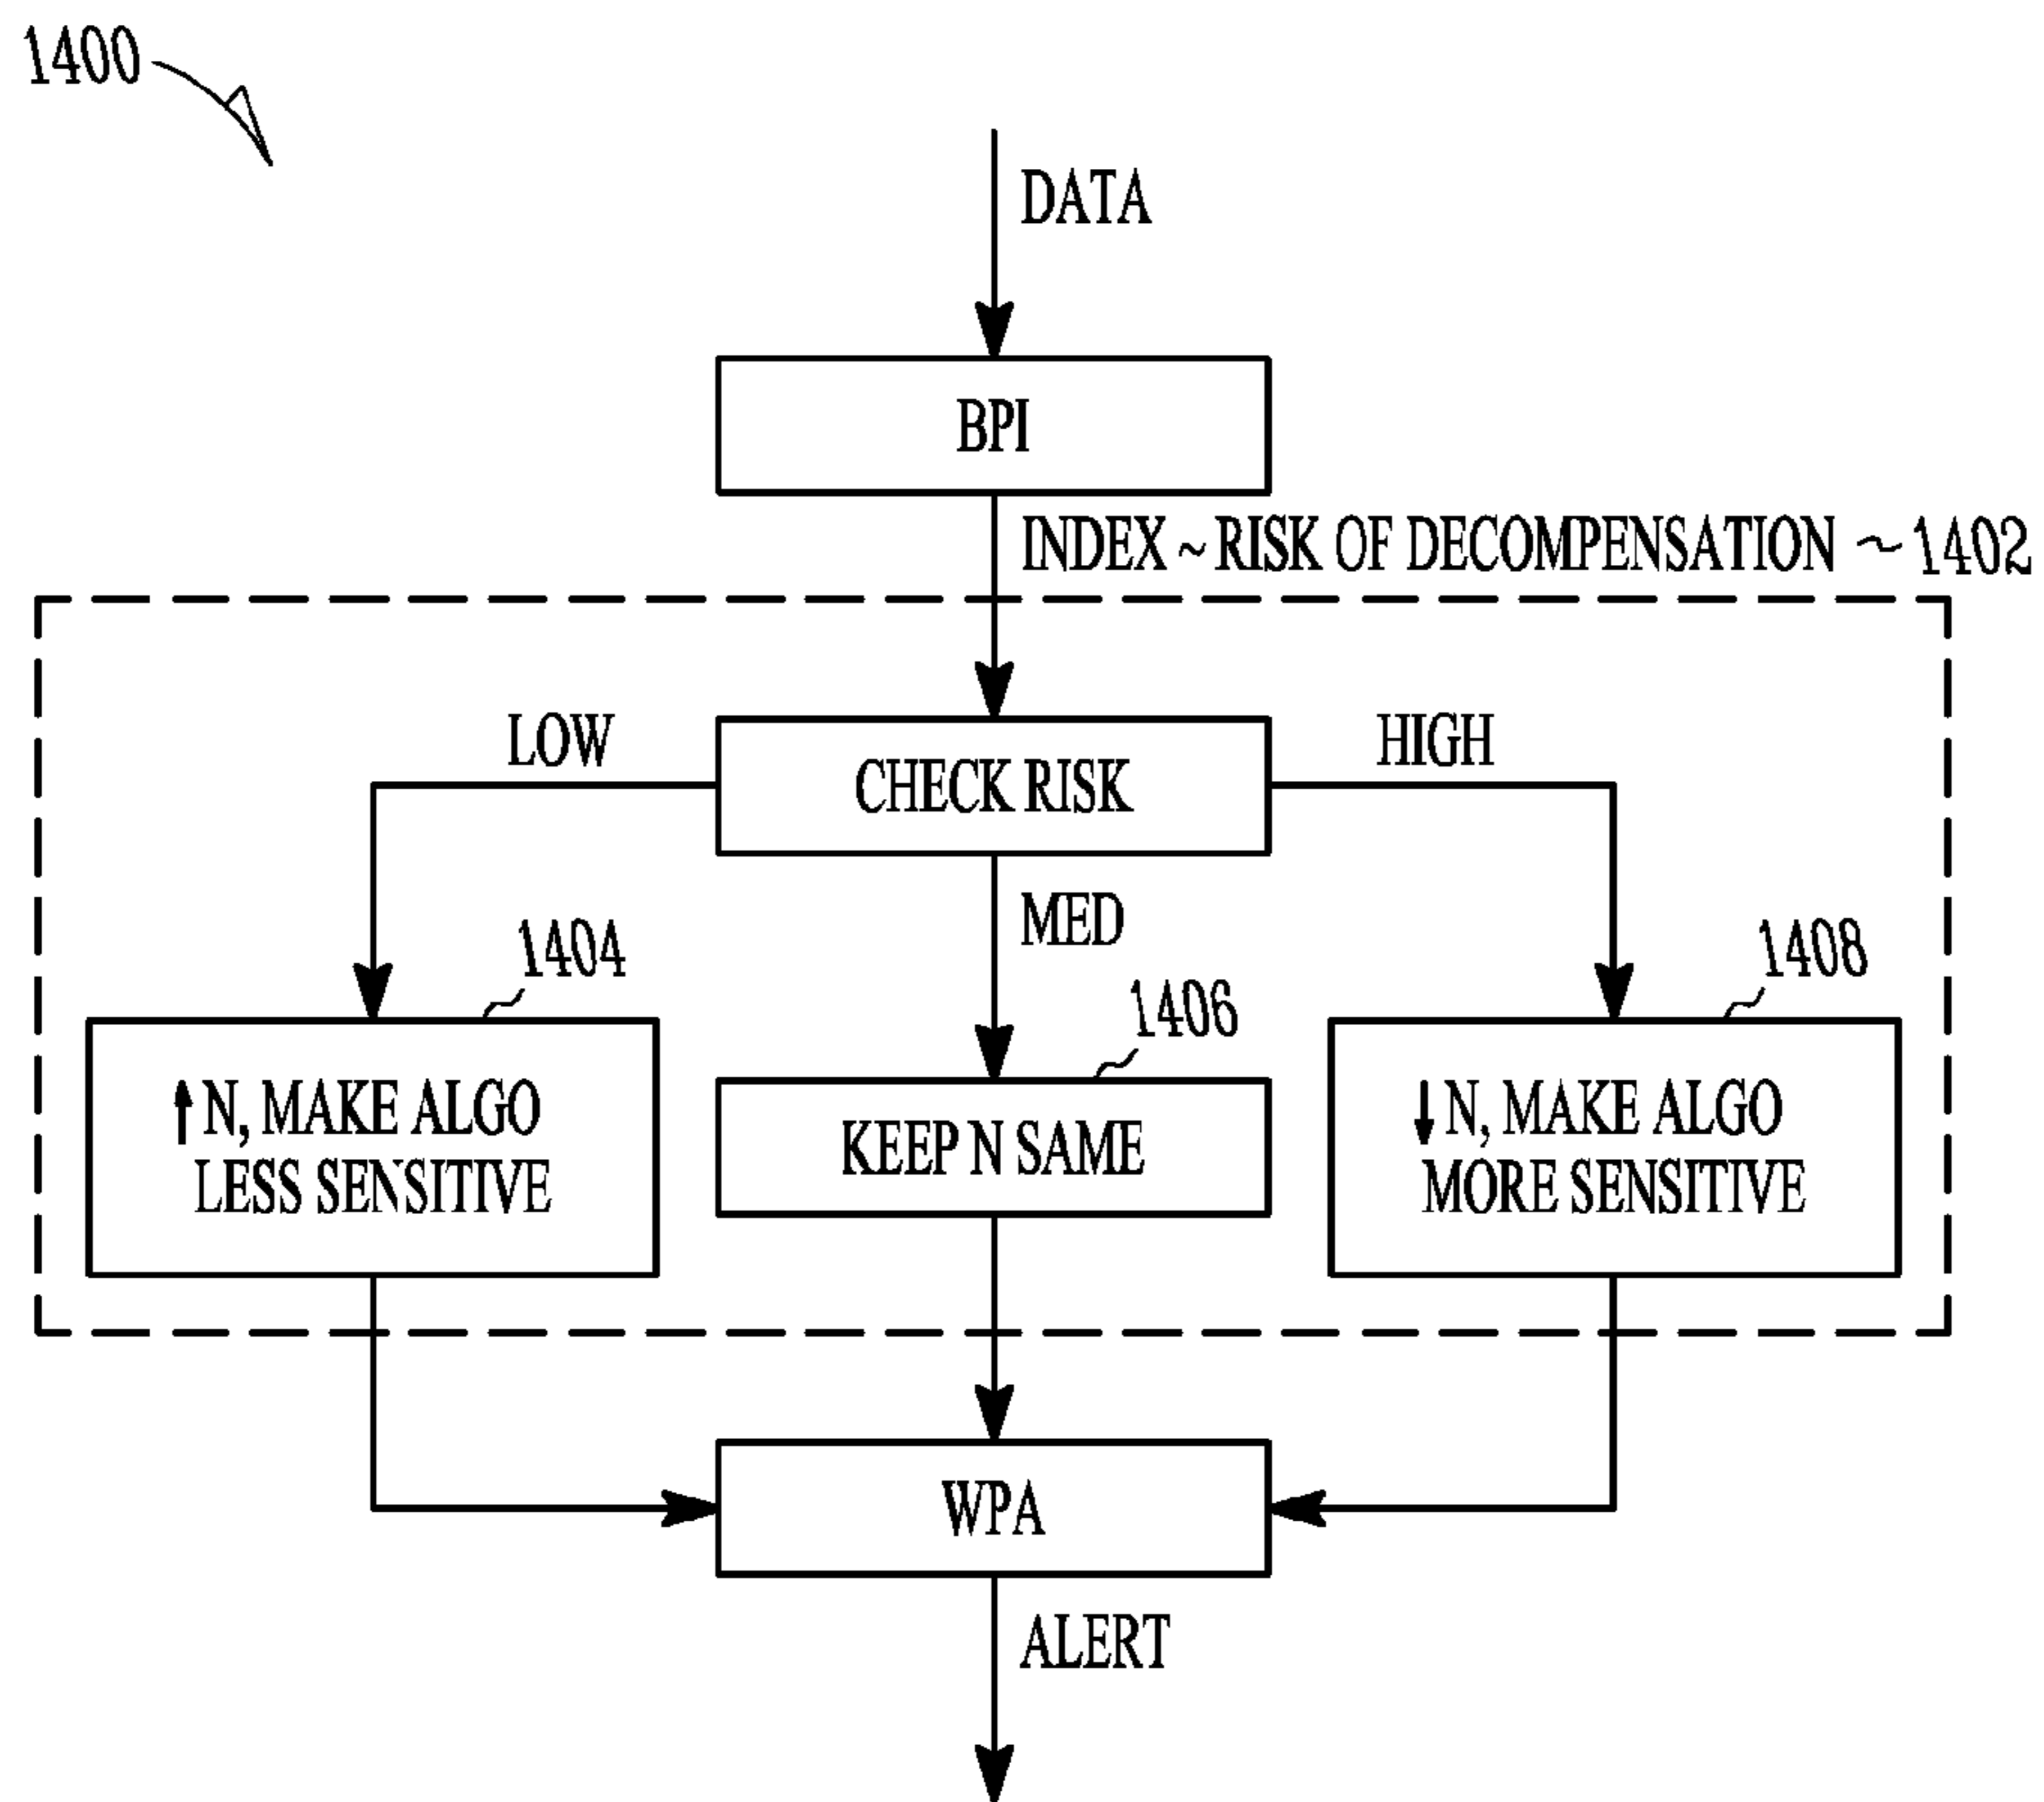 1400
DATA
BPI
INDEX ~ RISK OF DECOMPENSATION ~ 1402
LOW
CHECK RISK
HIGH
MED
1404
1406
1408
↑ N, MAKE ALGO
LESS SENSITIVE
KEEP N SAME
↓ N, MAKE ALGO
MORE SENSITIVE
WPA
ALERT